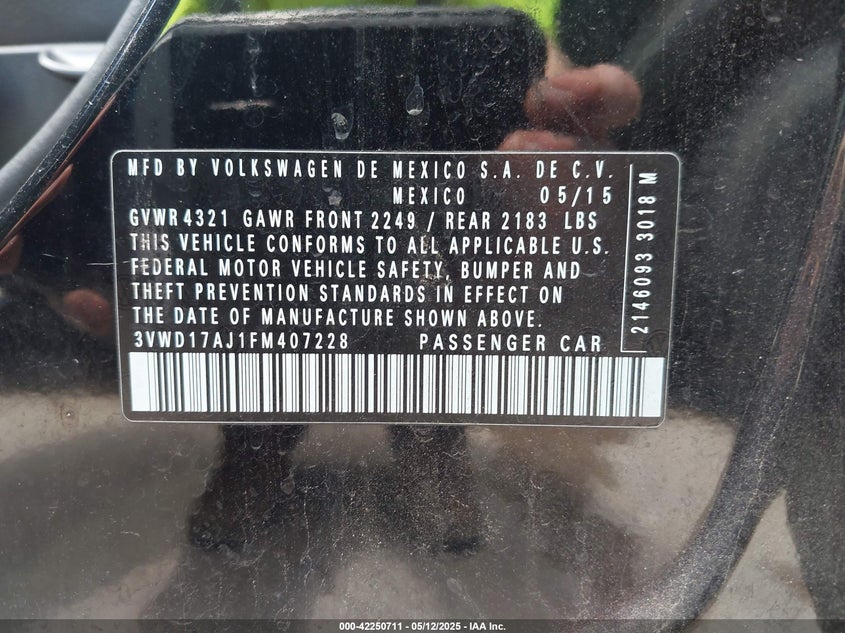 MFD BY VOLKSWAGEN DE MEXICO S.A. DE C.V.
MEXICO 05/15
GVWR 4321 GAWR FRONT 2249 / REAR 2183 LBS
THIS VEHICLE CONFORMS TO ALL APPLICABLE U.S.
FEDERAL MOTOR VEHICLE SAFETY, BUMPER AND
THEFT PREVENTION STANDARDS IN EFFECT ON
THE DATE OF MANUFACTURE SHOWN ABOVE.
3VWD17AJ1FM407228 PASSENGER CAR
2146093 3018 M
000-42250711 - 05/12/2025 - IAA Inc.